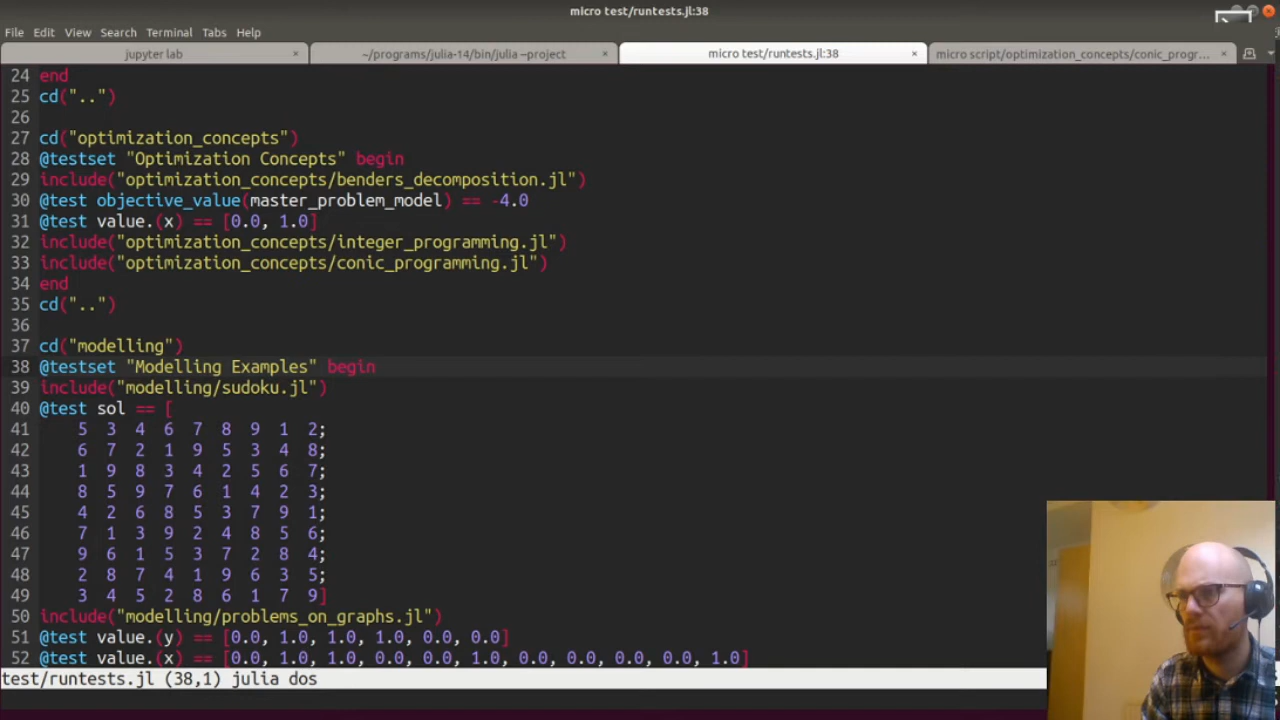 micro test/runtests.jl:38
File Edit View Search Terminal Tabs Help
jupyter lab × ~/programs/julia-14/bin/julia --project × micro test/runtests.jl:38 × micro script/optimization_concepts/conic_progr... ×
24 end
25 cd("..")
26
27 cd("optimization_concepts")
28 @testset "Optimization Concepts" begin
29 include("optimization_concepts/benders_decomposition.jl")
30 @test objective_value(master_problem_model) == -4.0
31 @test value.(x) == [0.0, 1.0]
32 include("optimization_concepts/integer_programming.jl")
33 include("optimization_concepts/conic_programming.jl")
34 end
35 cd("..")
36
37 cd("modelling")
38 @testset "Modelling Examples" begin
39 include("modelling/sudoku.jl")
40 @test sol == [
41 5 3 4 6 7 8 9 1 2;
42 6 7 2 1 9 5 3 4 8;
43 1 9 8 3 4 2 5 6 7;
44 8 5 9 7 6 1 4 2 3;
45 4 2 6 8 5 3 7 9 1;
46 7 1 3 9 2 4 8 5 6;
47 9 6 1 5 3 7 2 8 4;
48 2 8 7 4 1 9 6 3 5;
49 3 4 5 2 8 6 1 7 9]
50 include("modelling/problems_on_graphs.jl")
51 @test value.(y) == [0.0, 1.0, 1.0, 1.0, 0.0, 0.0]
52 @test value.(x) == [0.0, 1.0, 1.0, 0.0, 0.0, 1.0, 0.0, 0.0, 0.0, 0.0, 1.0]
test/runtests.jl (38,1) julia dos